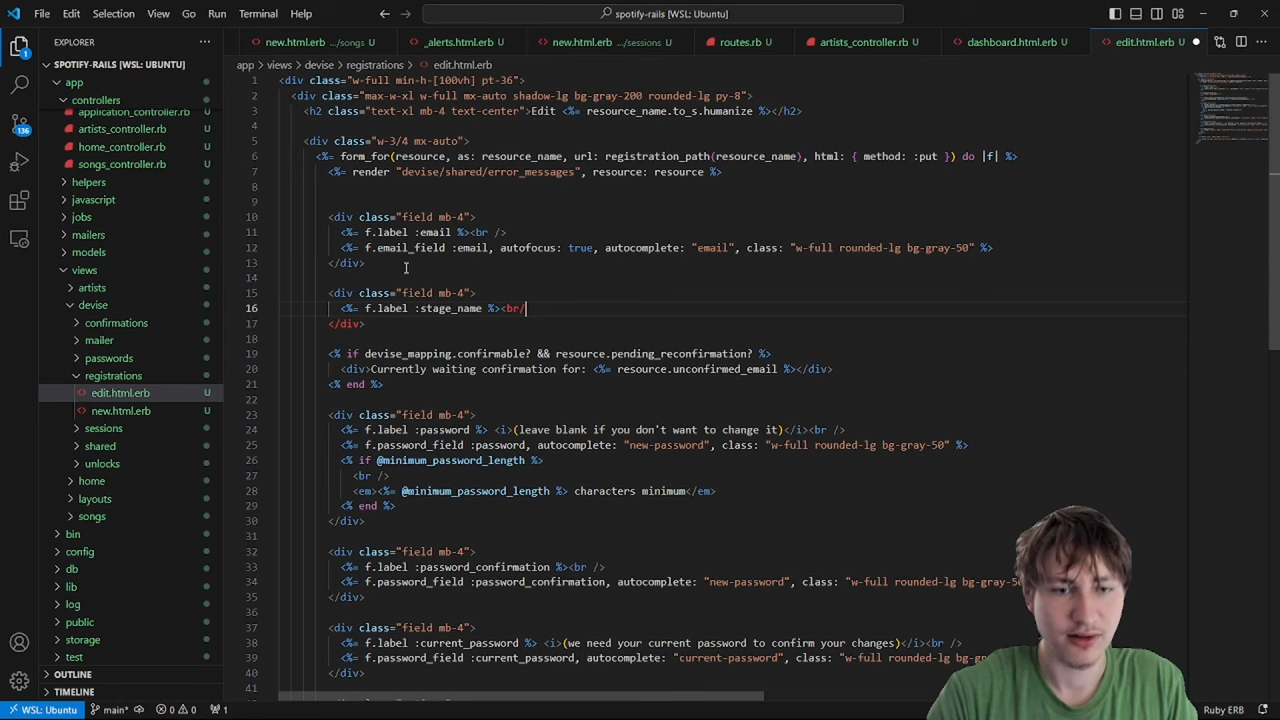 File Edit Selection View Go Run Terminal Help
spotify-rails [WSL: Ubuntu]
EXPLORER
new.html.erb .../songs U
_alerts.html.erb U
new.html.erb .../sessions U
routes.rb U
artists_controller.rb U
dashboard.html.erb U
edit.html.erb U
SPOTIFY-RAILS [WSL: UBUNTU]
app
controllers
application_controller.rb U
artists_controller.rb U
home_controller.rb U
songs_controller.rb U
helpers
javascript
jobs
mailers
models
views
artists
devise
confirmations
mailer
passwords
registrations
edit.html.erb U
new.html.erb U
sessions
shared
unlocks
home
layouts
songs
bin
config
db
lib
log
public
storage
test
OUTLINE
TIMELINE
app > views > devise > registrations > edit.html.erb
1 <div class="w-full min-h-[100vh] pt-36">
2 <div class="max-w-xl w-full mx-auto shadow-lg bg-gray-200 rounded-lg py-8">
3 <h2 class="text-xl mb-4 text-center">Edit <%= resource_name.to_s.humanize %></h2>
4
5 <div class="w-3/4 mx-auto">
6 <%= form_for(resource, as: resource_name, url: registration_path(resource_name), html: { method: :put }) do |f| %>
7 <%= render "devise/shared/error_messages", resource: resource %>
8
9
10 <div class="field mb-4">
11 <%= f.label :email %><br />
12 <%= f.email_field :email, autofocus: true, autocomplete: "email", class: "w-full rounded-lg bg-gray-50" %>
13 </div>
14
15 <div class="field mb-4">
16 <%= f.label :stage_name %><br/
17 </div>
18
19 <% if devise_mapping.confirmable? && resource.pending_reconfirmation? %>
20 <div>Currently waiting confirmation for: <%= resource.unconfirmed_email %></div>
21 <% end %>
22
23 <div class="field mb-4">
24 <%= f.label :password %> <i>(leave blank if you don't want to change it)</i><br />
25 <%= f.password_field :password, autocomplete: "new-password", class: "w-full rounded-lg bg-gray-50" %>
26 <% if @minimum_password_length %>
27 <br />
28 <em><%= @minimum_password_length %> characters minimum</em>
29 <% end %>
30 </div>
31
32 <div class="field mb-4">
33 <%= f.label :password_confirmation %><br />
34 <%= f.password_field :password_confirmation, autocomplete: "new-password", class: "w-full rounded-lg bg-gray-50
35 </div>
36
37 <div class="field mb-4">
38 <%= f.label :current_password %> <i>(we need your current password to confirm your changes)</i><br />
39 <%= f.password_field :current_password, autocomplete: "current-password", class: "w-full rounded-lg bg-gray-
40 </div>
41
WSL: Ubuntu main* 0 0 1 Ruby ERB